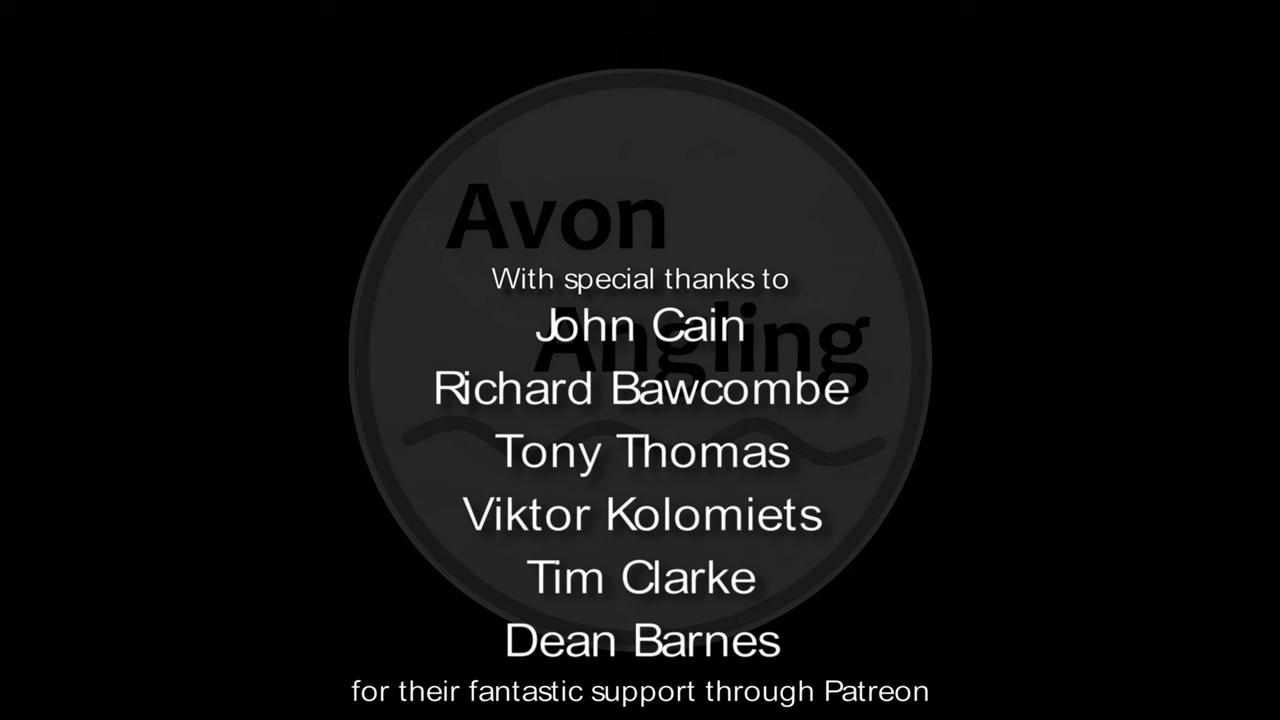 Avon
With special thanks to
Angling
John Cain
Richard Bawcombe
Tony Thomas
Viktor Kolomiets
Tim Clarke
Dean Barnes
for their fantastic support through Patreon